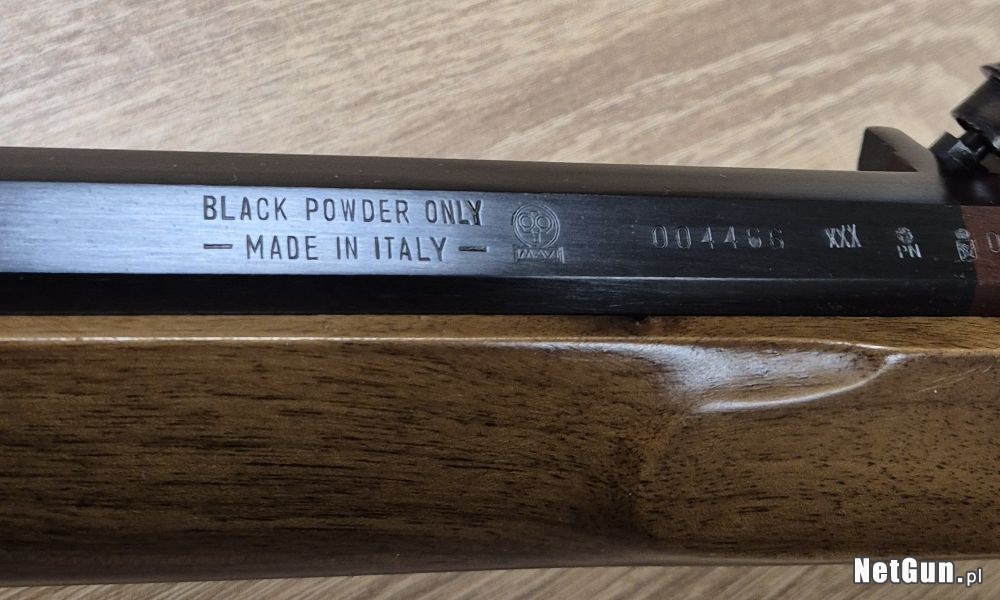 BLACK POWDER ONLY
— MADE IN ITALY —
004466 XXX PN
NetGun.pl